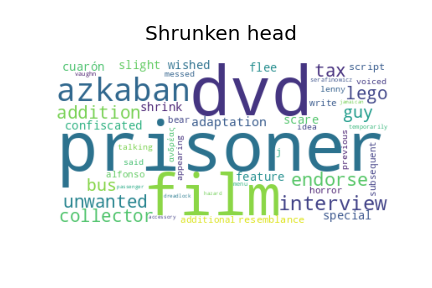 Shrunken head
cuarón slight wished flee tax script
vaughn messed serafinowicz voiced
azkaban dvd lenny lego
addition shrink write guy
confiscated bear adaptation scare idea temporarily
prisoner
talking ανδρέας appearing j previous subsequent
said feature endorse
alfonso horror
bus passenger film menu
unwanted dreadlock interview
collector accessory special
additional resemblance